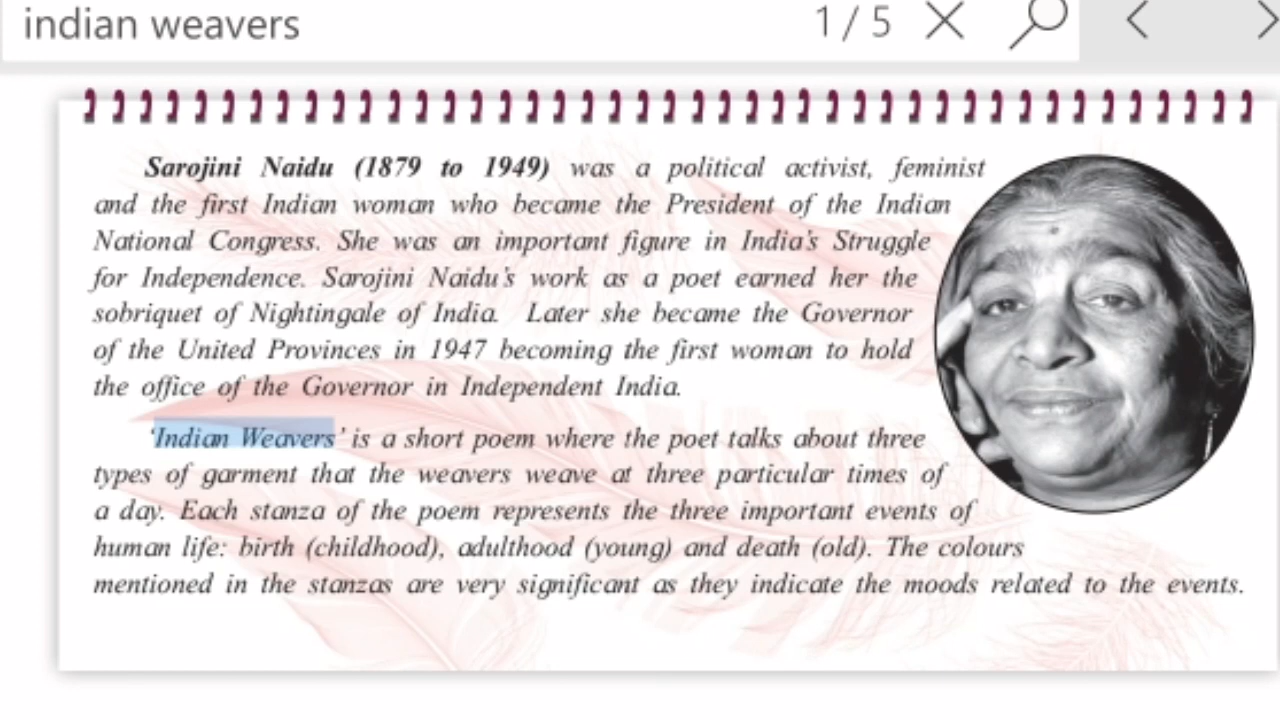 indian weavers 1 / 5
Sarojini Naidu (1879 to 1949) was a political activist, feminist
and the first Indian woman who became the President of the Indian
National Congress. She was an important figure in India's Struggle
for Independence. Sarojini Naidu's work as a poet earned her the
sobriquet of Nightingale of India. Later she became the Governor
of the United Provinces in 1947 becoming the first woman to hold
the office of the Governor in Independent India.
'Indian Weavers' is a short poem where the poet talks about three
types of garment that the weavers weave at three particular times of
a day. Each stanza of the poem represents the three important events of
human life: birth (childhood), adulthood (young) and death (old). The colours
mentioned in the stanzas are very significant as they indicate the moods related to the events.